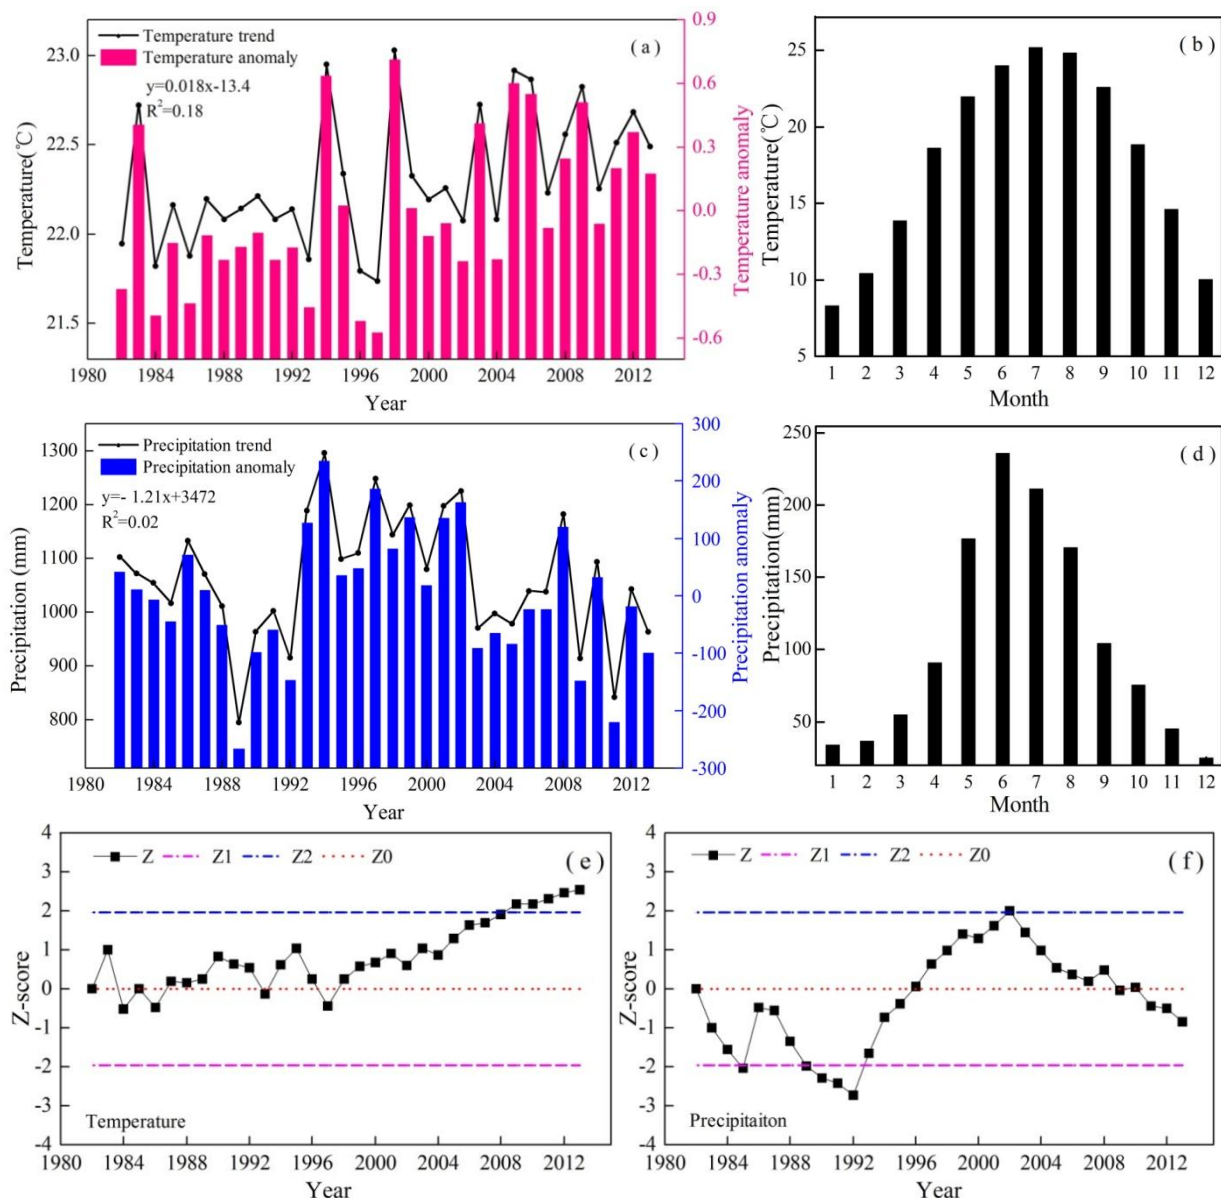 Temperature trend
Temperature anomaly
y=0.018x-13.4
R²=0.18
( a )
23.0
22.5
22.0
21.5
Temperature(℃)
0.9
0.6
0.3
0.0
-0.3
-0.6
Temperature anomaly
1980 1984 1988 1992 1996 2000 2004 2008 2012
Year
( b )
25
20
15
10
5
Temperature(℃)
1 2 3 4 5 6 7 8 9 10 11 12
Month
Precipitation trend
Precipitation anomaly
y=- 1.21x+3472
R²=0.02
( c )
1300
1200
1100
1000
900
800
Precipitation (mm)
300
200
100
0
-100
-200
-300
Precipitation anomaly
1980 1984 1988 1992 1996 2000 2004 2008 2012
Year
( d )
250
200
150
100
50
Precipitation(mm)
1 2 3 4 5 6 7 8 9 10 11 12
Month
Z Z1 Z2 Z0
( e )
4
3
2
1
0
-1
-2
-3
-4
Z-score
Temperature
1980 1984 1988 1992 1996 2000 2004 2008 2012
Year
Z Z1 Z2 Z0
( f )
4
3
2
1
0
-1
-2
-3
-4
Z-score
Precipitaiton
1980 1984 1988 1992 1996 2000 2004 2008 2012
Year